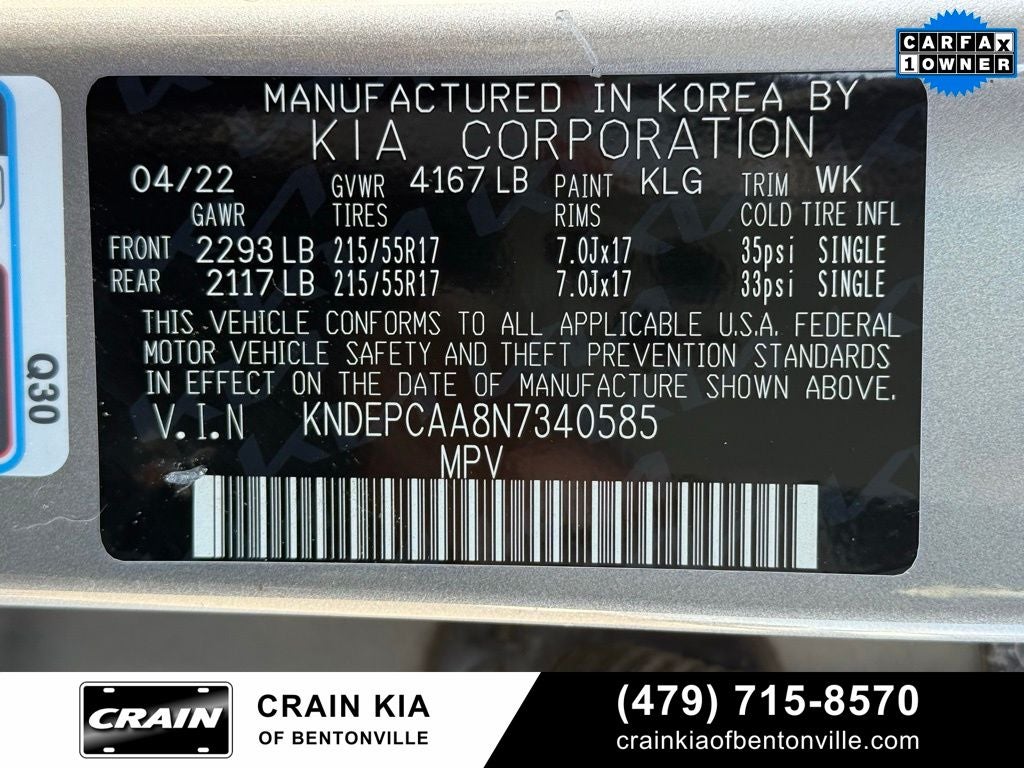 CARFAX
1 OWNER
MANUFACTURED IN KOREA BY
KIA CORPORATION
04/22 GVWR 4167 LB PAINT KLG TRIM WK
GAWR TIRES RIMS COLD TIRE INFL
FRONT 2293 LB 215/55R17 7.0Jx17 35psi SINGLE
REAR 2117 LB 215/55R17 7.0Jx17 33psi SINGLE
THIS VEHICLE CONFORMS TO ALL APPLICABLE U.S.A. FEDERAL
MOTOR VEHICLE SAFETY AND THEFT PREVENTION STANDARDS
IN EFFECT ON THE DATE OF MANUFACTURE SHOWN ABOVE.
V.I.N KNDEPCAA8N7340585
MPV
Q30
CRAIN
CRAIN KIA
OF BENTONVILLE
(479) 715-8570
crainkiaofbentonville.com